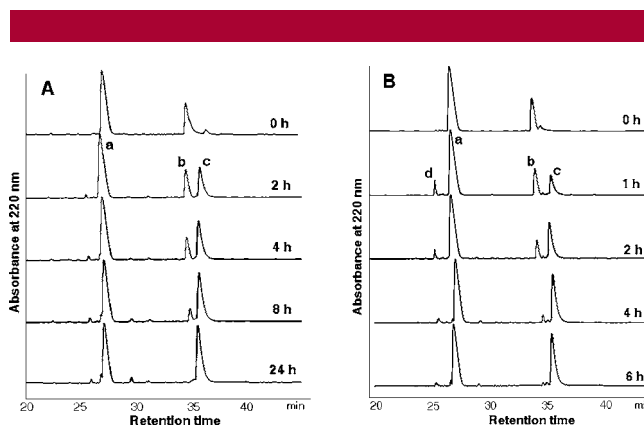 A
Absorbance at 220 nm
0 h
a
b
c
2 h
4 h
8 h
24 h
20 25 30 35 40 min
Retention time
B
Absorbance at 220 nm
0 h
a
d
b
c
1 h
2 h
4 h
6 h
20 25 30 35 40 m
Retention time